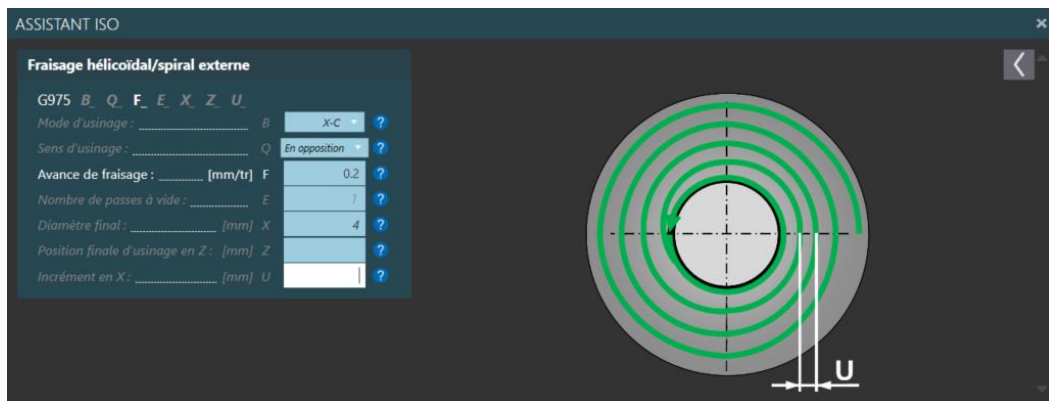 ASSISTANT ISO ×
Fraisage hélicoïdal/spiral externe
G975 B_ Q_ F_ E_ X_ Z_ U_
Mode d'usinage : B X-C ?
Sens d'usinage : Q En opposition ?
Avance de fraisage : [mm/tr] F 0.2 ?
Nombre de passes à vide : E 1 ?
Diamètre final : [mm] X 4 ?
Position finale d'usinage en Z : [mm] Z ?
Incrément en X : [mm] U ?
U